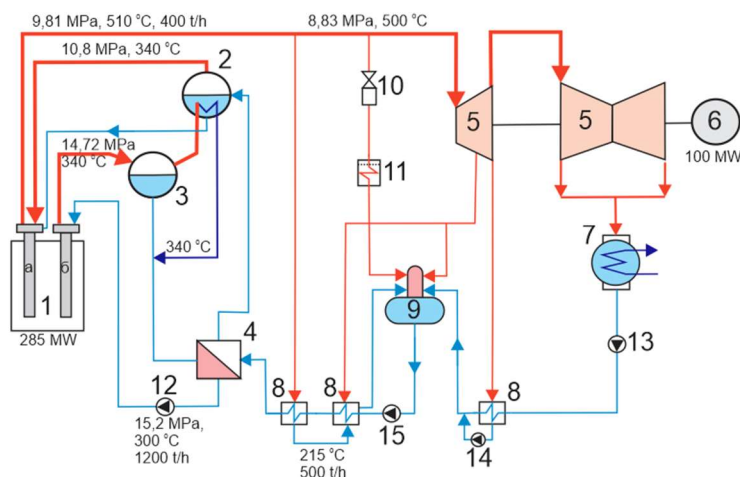 9,81 MPa, 510 °C, 400 t/h
8,83 MPa, 500 °C
10,8 MPa, 340 °C
2
10
5
5
6
100 MW
14,72 MPa
340 °C
3
11
7
340 °C
a
б
1
285 MW
9
4
13
12
8
8
8
15,2 MPa,
300 °C
1200 t/h
15
14
215 °C
500 t/h